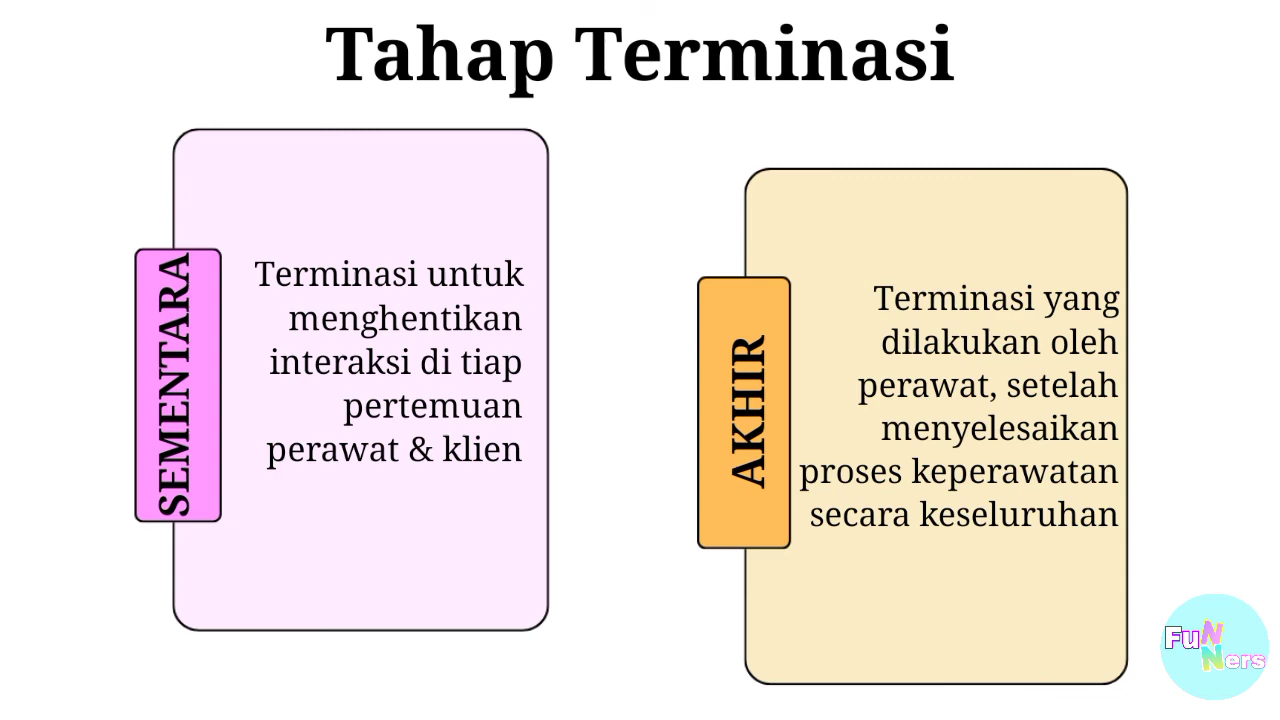 Tahap Terminasi
SEMENTARA
Terminasi untuk
menghentikan
interaksi di tiap
pertemuan
perawat & klien
AKHIR
Terminasi yang
dilakukan oleh
perawat, setelah
menyelesaikan
proses keperawatan
secara keseluruhan
FuN
Ners